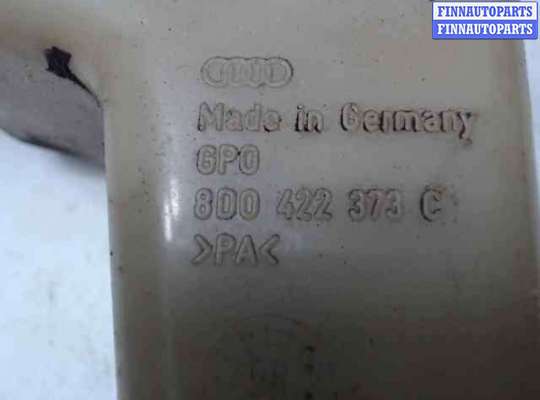 FINNAUTOPARTS
FINNAUTOPARTS
Made in Germany
GPO
8D0 422 373 C
>PA<